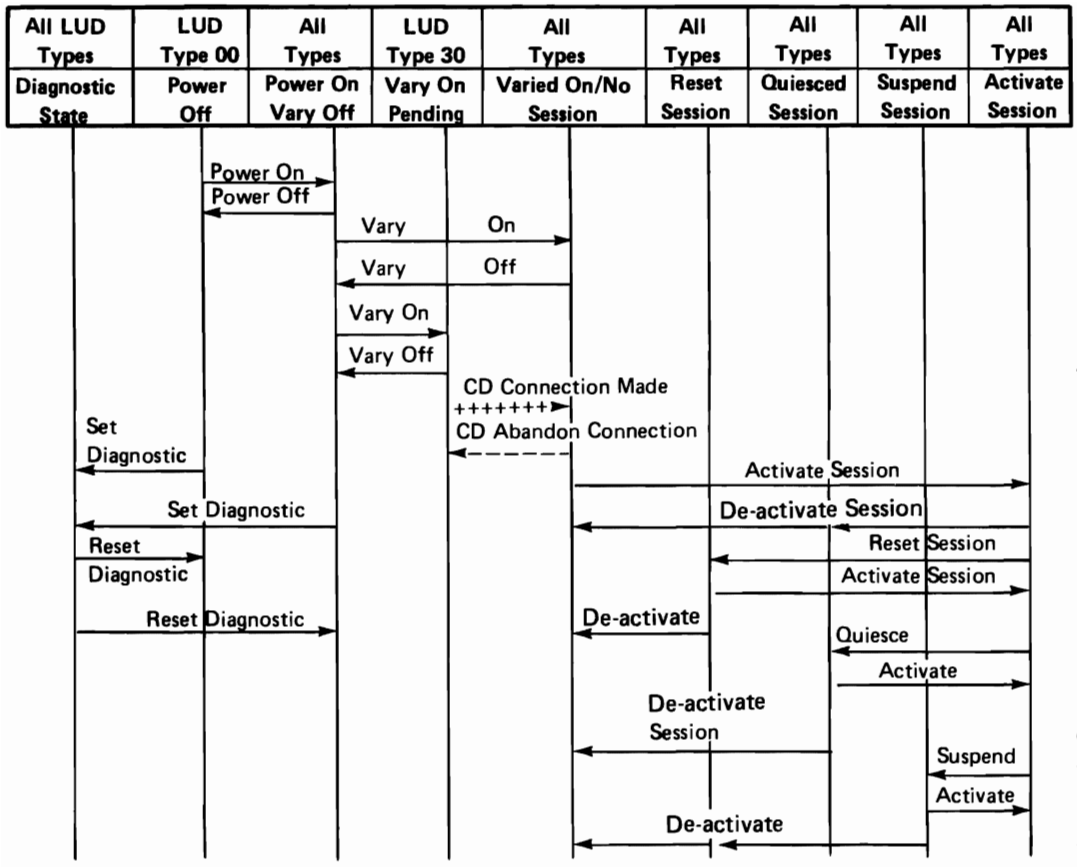 All LUD Types
LUD Type 00
All Types
LUD Type 30
All Types
All Types
All Types
All Types
All Types
Diagnostic State
Power Off
Power On Vary Off
Vary On Pending
Varied On/No Session
Reset Session
Quiesced Session
Suspend Session
Activate Session
Power On
Power Off
Vary On
Vary Off
Vary On
Vary Off
CD Connection Made
+++++++
CD Abandon Connection
Set
Diagnostic
Activate Session
Set Diagnostic
De-activate Session
Reset
Diagnostic
Reset Session
Activate Session
Reset Diagnostic
De-activate
Quiesce
Activate
De-activate
Session
Suspend
Activate
De-activate